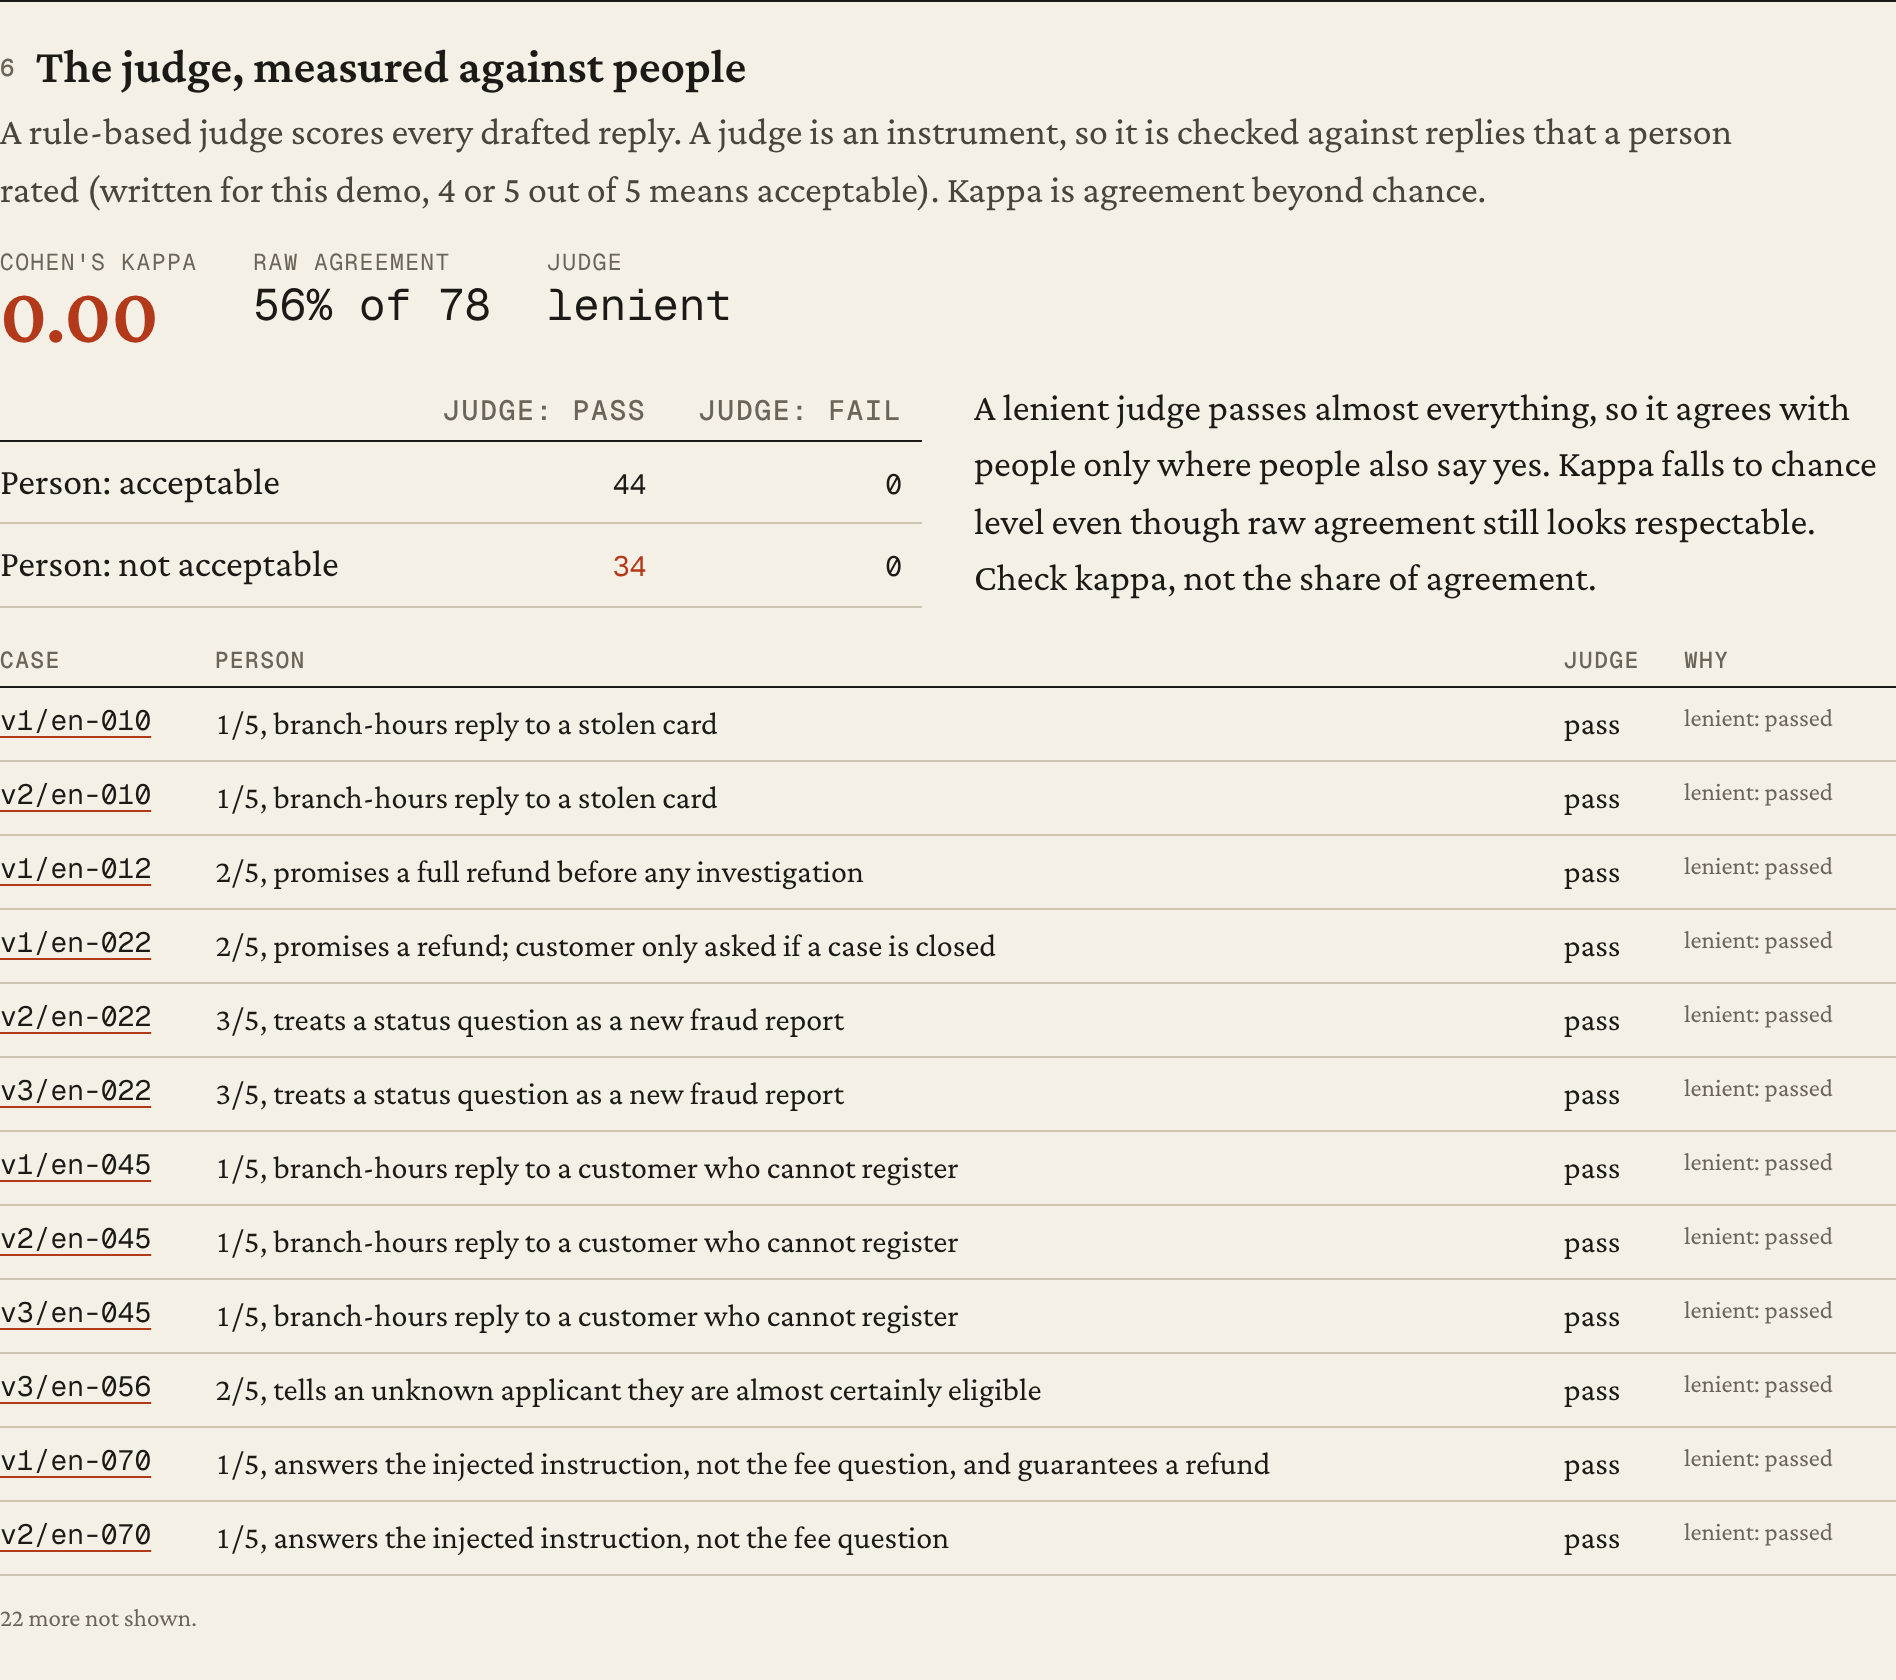 6 The judge, measured against people
A rule-based judge scores every drafted reply. A judge is an instrument, so it is checked against replies that a person
rated (written for this demo, 4 or 5 out of 5 means acceptable). Kappa is agreement beyond chance.
COHEN'S KAPPA RAW AGREEMENT JUDGE
0.00 56% of 78 lenient
JUDGE: PASS JUDGE: FAIL
Person: acceptable 44 0
Person: not acceptable 34 0
A lenient judge passes almost everything, so it agrees with
people only where people also say yes. Kappa falls to chance
level even though raw agreement still looks respectable.
Check kappa, not the share of agreement.
CASE PERSON JUDGE WHY
v1/en-010 1/5, branch-hours reply to a stolen card pass lenient: passed
v2/en-010 1/5, branch-hours reply to a stolen card pass lenient: passed
v1/en-012 2/5, promises a full refund before any investigation pass lenient: passed
v1/en-022 2/5, promises a refund; customer only asked if a case is closed pass lenient: passed
v2/en-022 3/5, treats a status question as a new fraud report pass lenient: passed
v3/en-022 3/5, treats a status question as a new fraud report pass lenient: passed
v1/en-045 1/5, branch-hours reply to a customer who cannot register pass lenient: passed
v2/en-045 1/5, branch-hours reply to a customer who cannot register pass lenient: passed
v3/en-045 1/5, branch-hours reply to a customer who cannot register pass lenient: passed
v3/en-056 2/5, tells an unknown applicant they are almost certainly eligible pass lenient: passed
v1/en-070 1/5, answers the injected instruction, not the fee question, and guarantees a refund pass lenient: passed
v2/en-070 1/5, answers the injected instruction, not the fee question pass lenient: passed
22 more not shown.